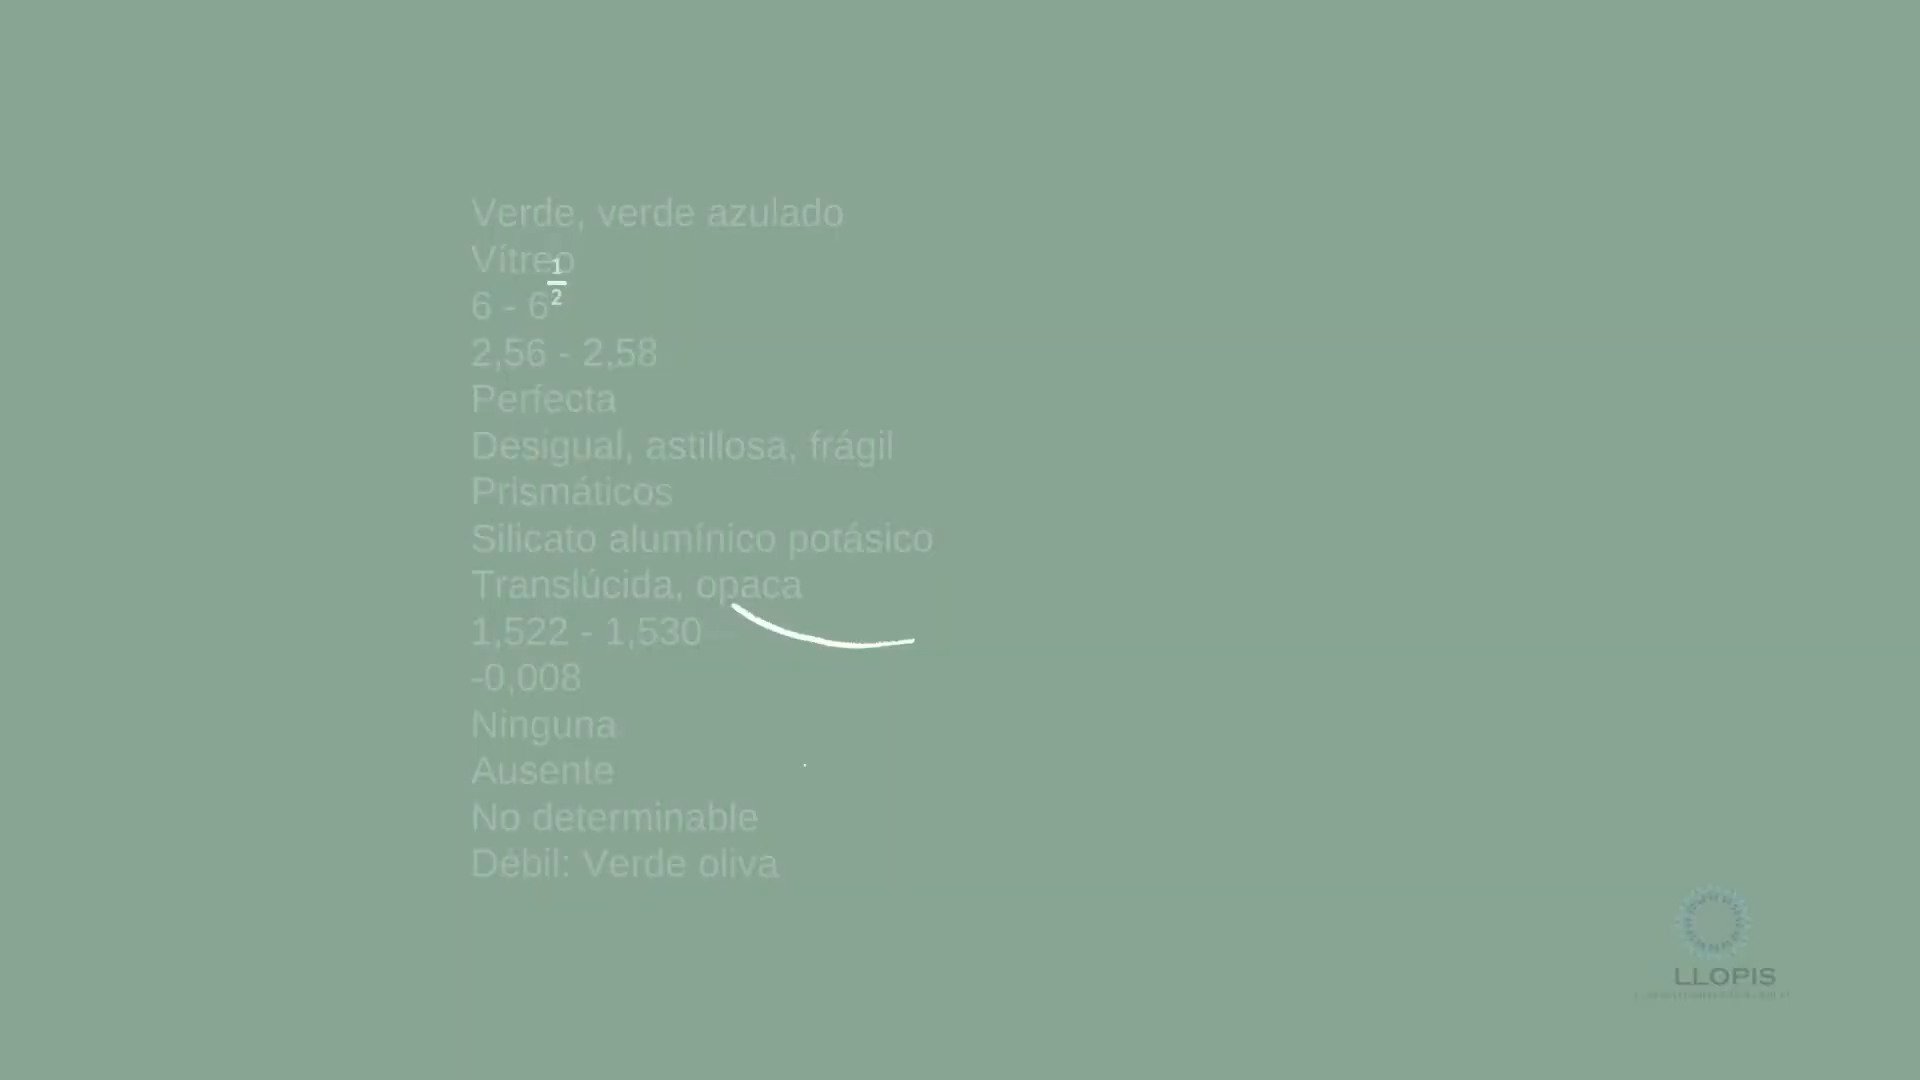 Verde, verde azulado
Vítreo
6 - 6 1/2
2,56 - 2,58
Perfecta
Desigual, astillosa, frágil
Prismáticos
Silicato alumínico potásico
Translúcida, opaca
1,522 - 1,530
-0,008
Ninguna
Ausente
No determinable
Débil: Verde oliva
LLOPIS